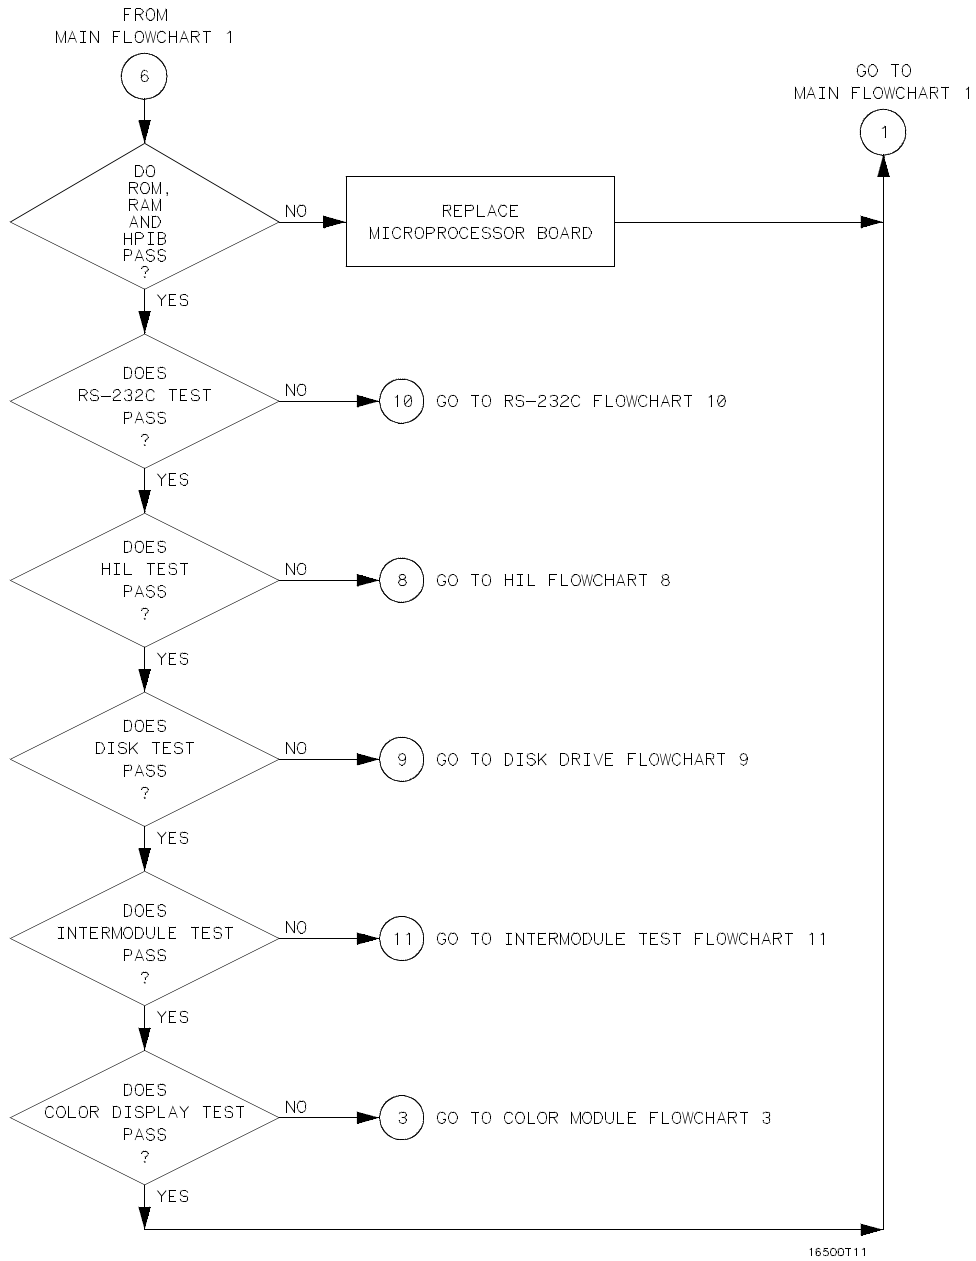 FROM
MAIN FLOWCHART 1
6
GO TO
MAIN FLOWCHART 1
1
DO
ROM,
RAM
AND
HPIB
PASS
?
NO
REPLACE
MICROPROCESSOR BOARD
YES
DOES
RS-232C TEST
PASS
?
NO
10 GO TO RS-232C FLOWCHART 10
YES
DOES
HIL TEST
PASS
?
NO
8 GO TO HIL FLOWCHART 8
YES
DOES
DISK TEST
PASS
?
NO
9 GO TO DISK DRIVE FLOWCHART 9
YES
DOES
INTERMODULE TEST
PASS
?
NO
11 GO TO INTERMODULE TEST FLOWCHART 11
YES
DOES
COLOR DISPLAY TEST
PASS
?
NO
3 GO TO COLOR MODULE FLOWCHART 3
YES
16500T11